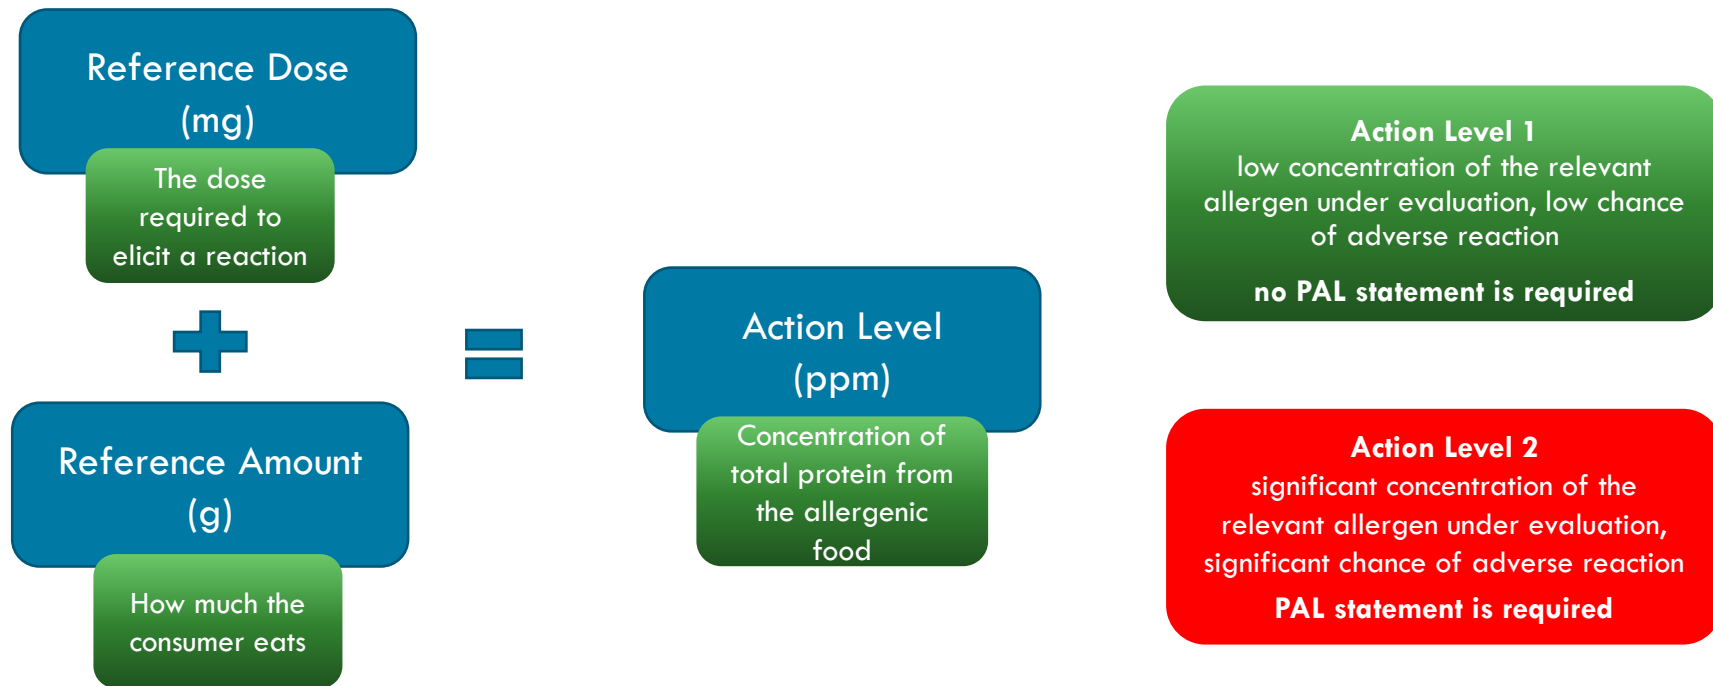 Reference Dose
(mg)
The dose
required to
elicit a reaction
Reference Amount
(g)
How much the
consumer eats
Action Level
(ppm)
Concentration of
total protein from
the allergenic
food
Action Level 1
low concentration of the relevant
allergen under evaluation, low chance
of adverse reaction
no PAL statement is required
Action Level 2
significant concentration of the
relevant allergen under evaluation,
significant chance of adverse reaction
PAL statement is required